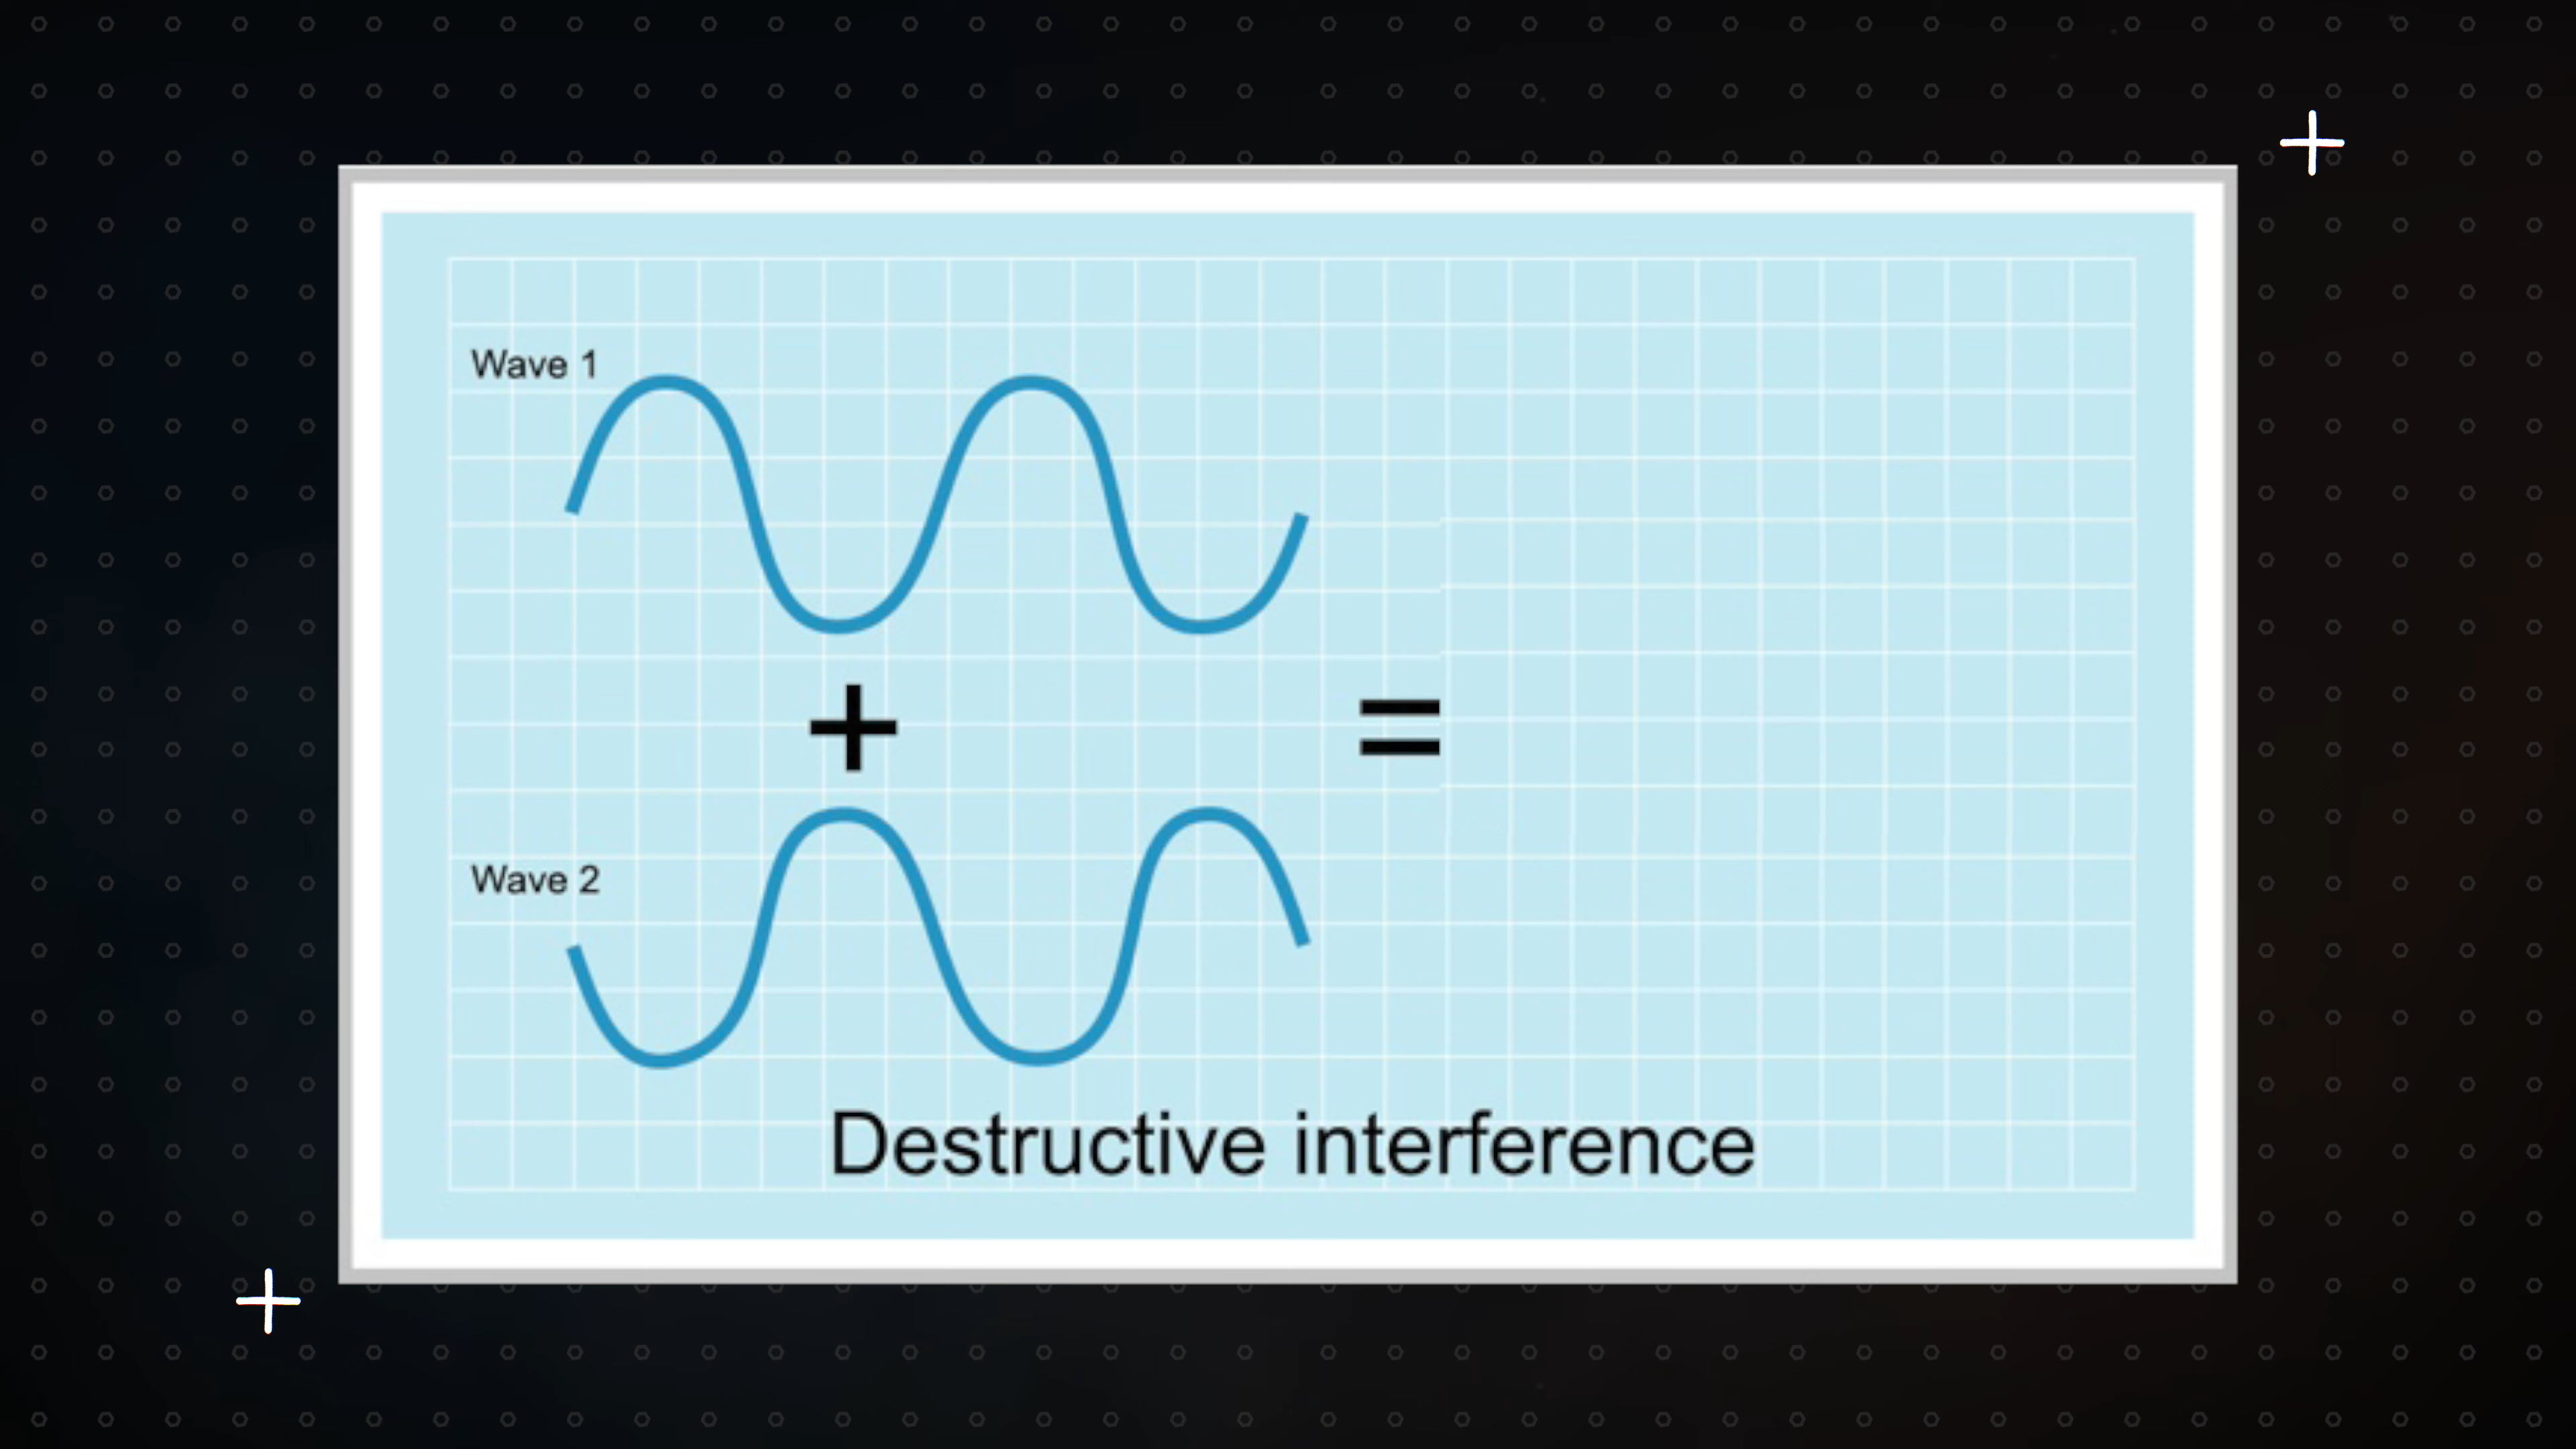 Wave 1
+
=
Wave 2
Destructive interference